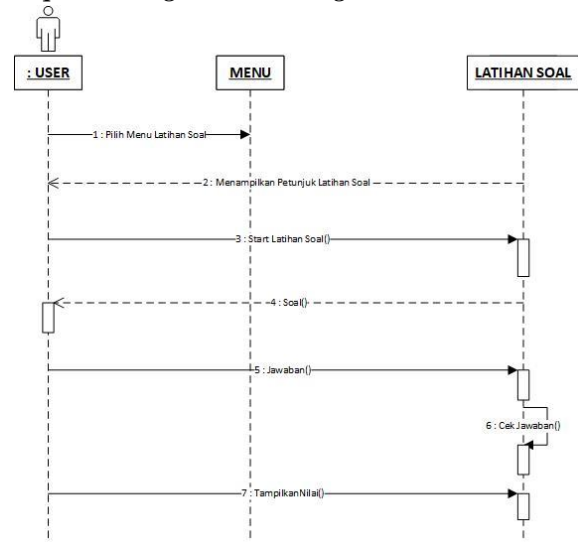 : USER
MENU
LATIHAN SOAL
1 : Pilih Menu Latihan Soal
2 : Menampilkan Petunjuk Latihan Soal
3 : Start Latihan Soal()
4 : Soal()
5 : Jawaban()
6 : Cek Jawaban()
7 : TampilkanNilai()